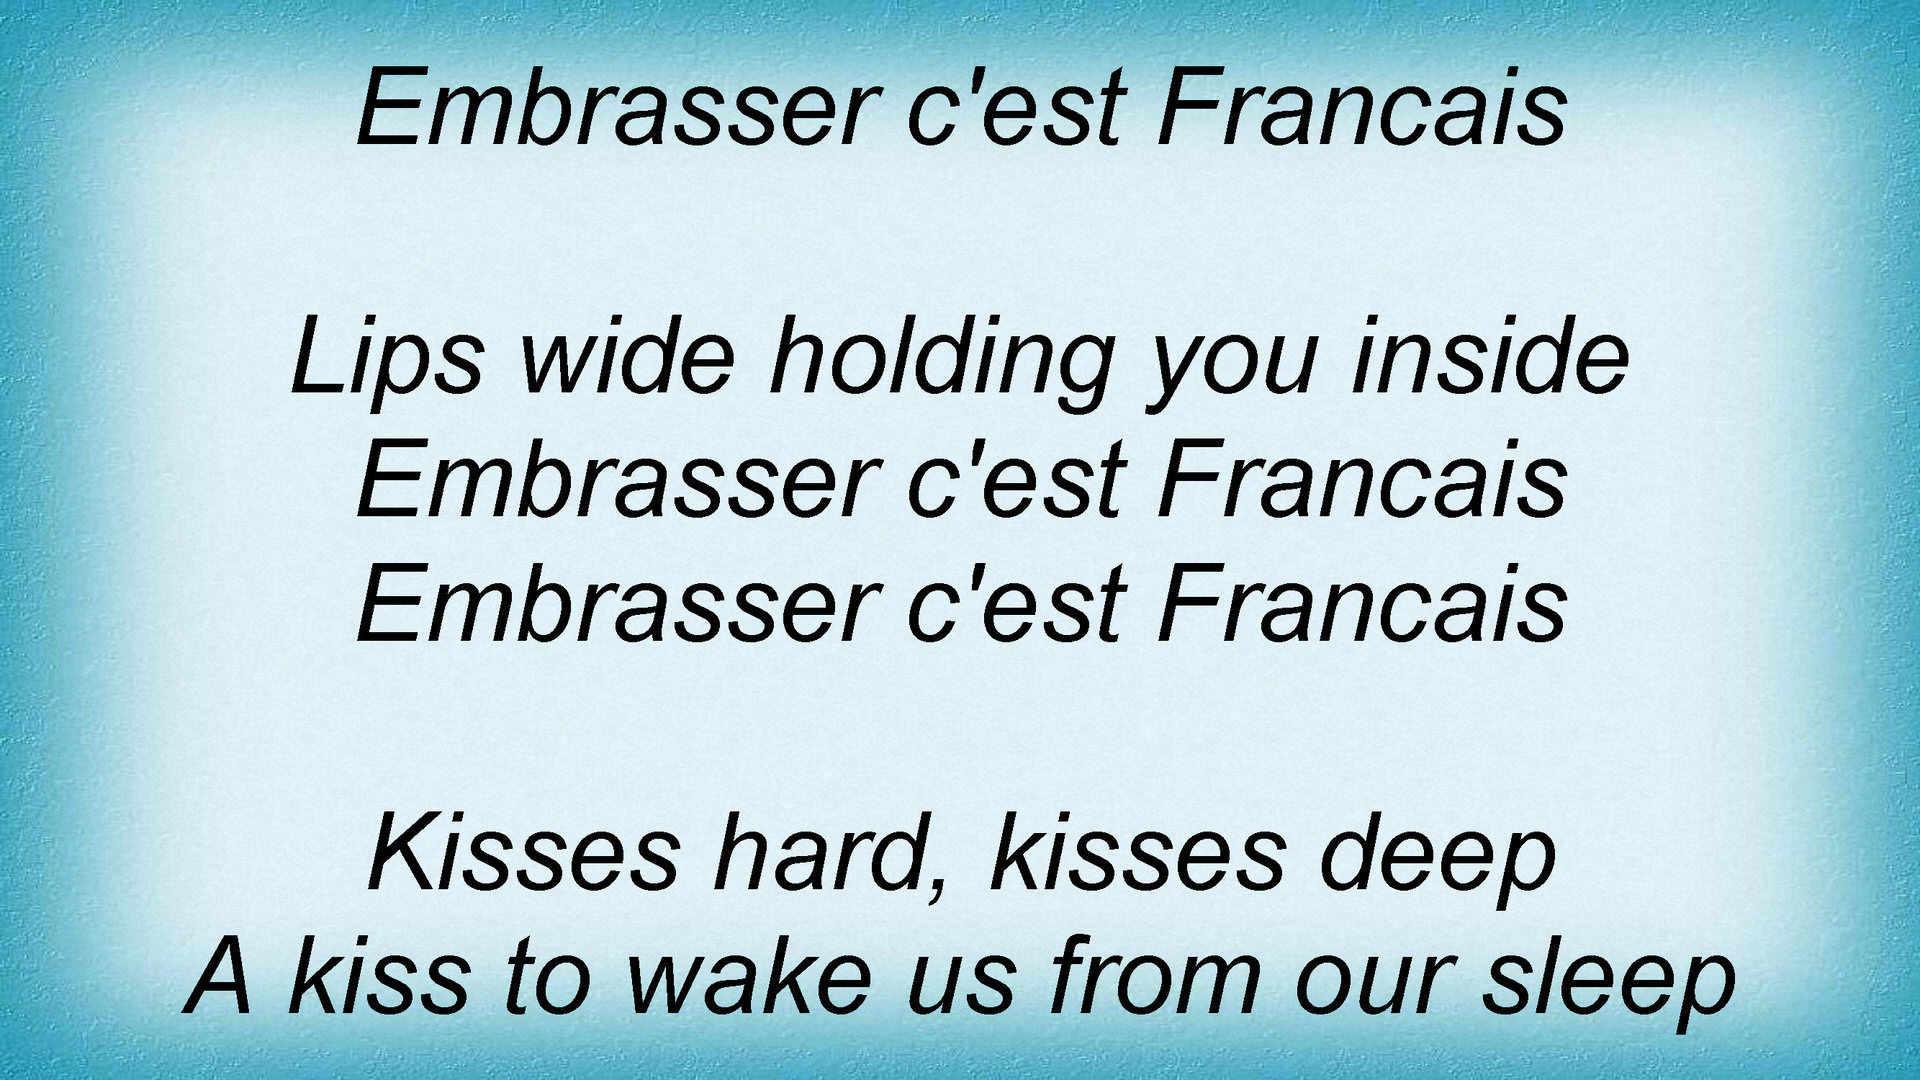 Embrasser c'est Francais
Lips wide holding you inside
Embrasser c'est Francais
Embrasser c'est Francais
Kisses hard, kisses deep
A kiss to wake us from our sleep